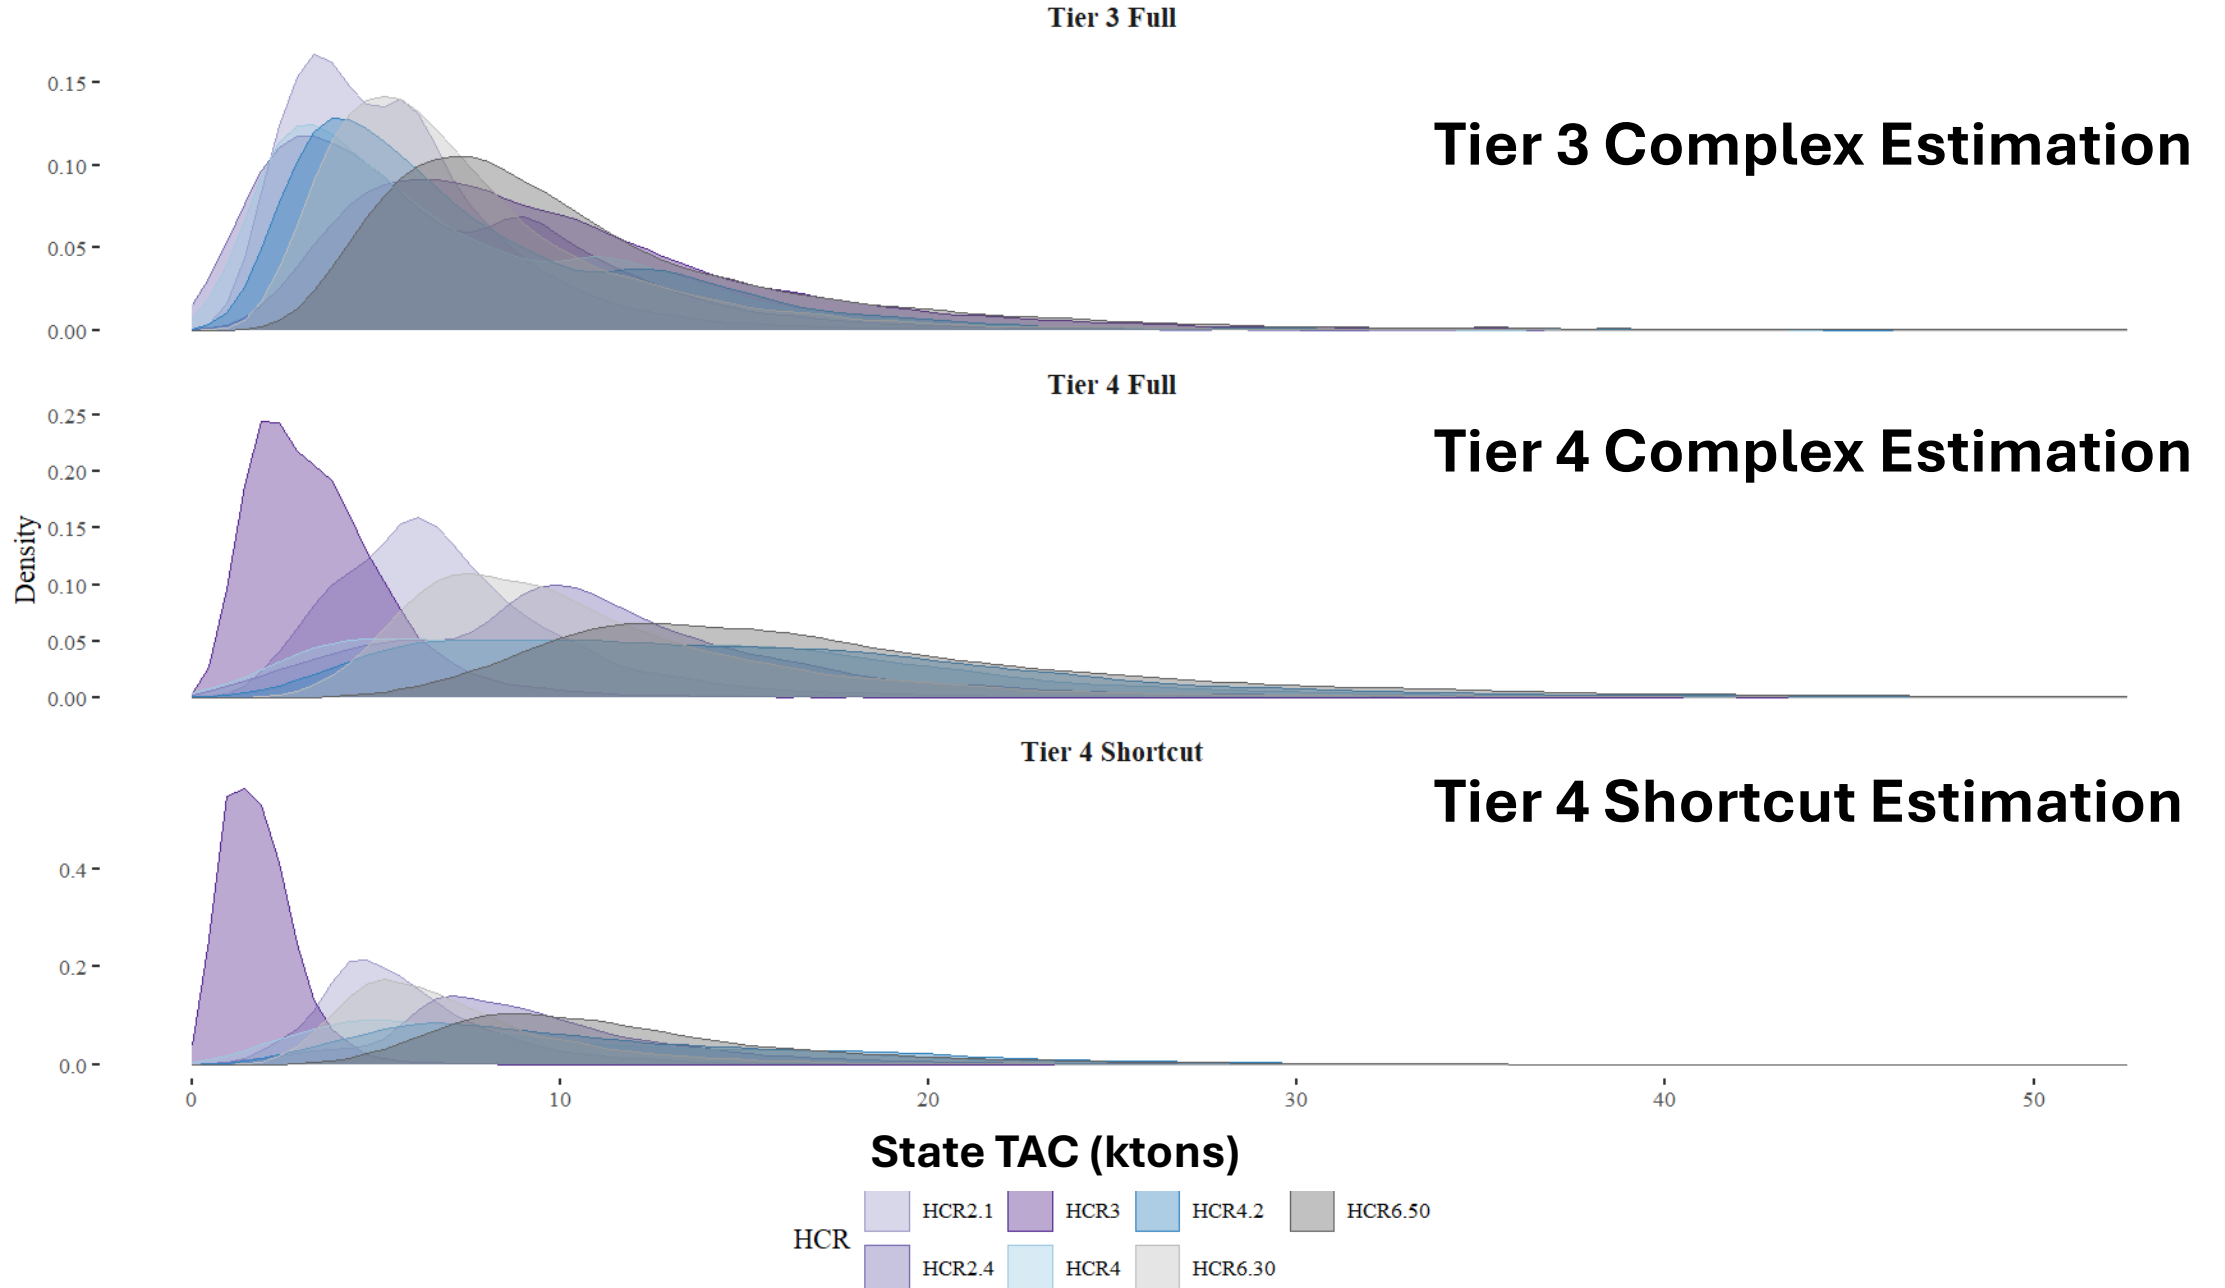 Tier 3 Full
0.15
Tier 3 Complex Estimation
0.10
0.05
0.00
Tier 4 Full
0.25
Tier 4 Complex Estimation
0.20
Density
0.15
0.10
0.05
0.00
Tier 4 Shortcut
Tier 4 Shortcut Estimation
0.4
0.2
0.0
0 10 20 30 40 50
State TAC (ktons)
HCR
HCR2.1 HCR3 HCR4.2 HCR6.50
HCR2.4 HCR4 HCR6.30